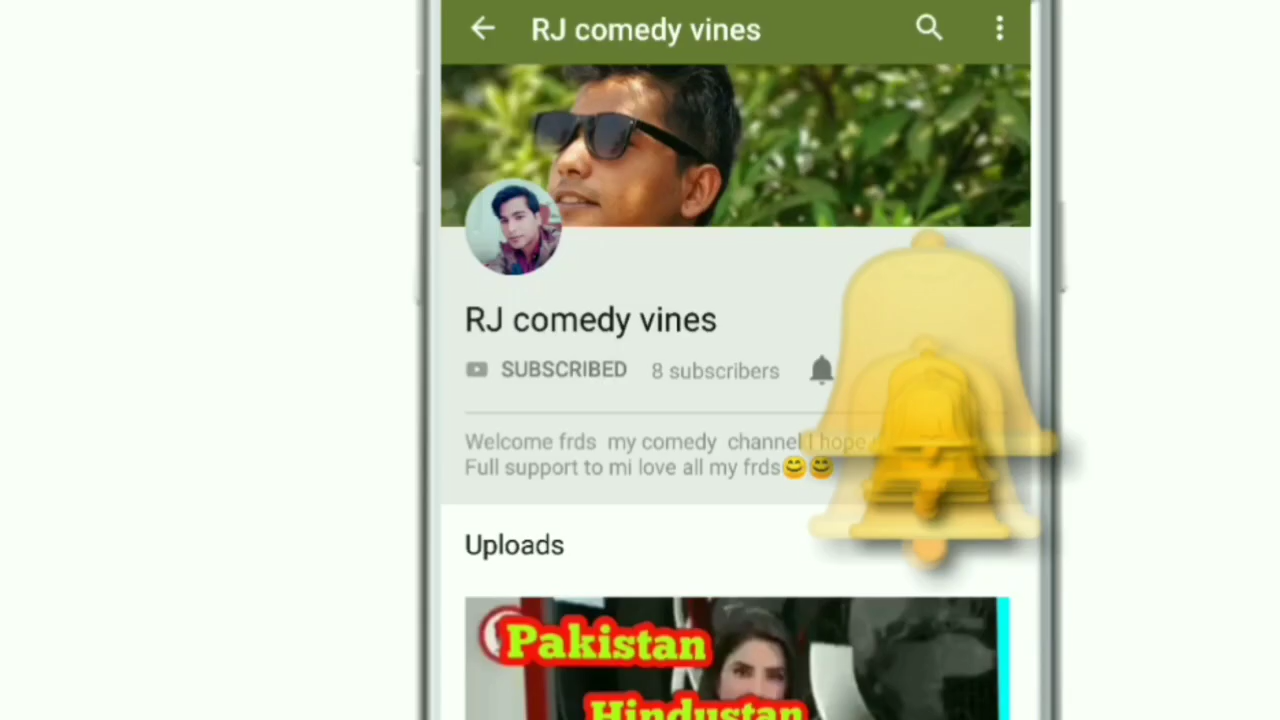 RJ comedy vines
RJ comedy vines
SUBSCRIBED 8 subscribers
Welcome frds my comedy channel I hope
Full support to mi love all my frds😊😊
Uploads
Pakistan
Hindustan